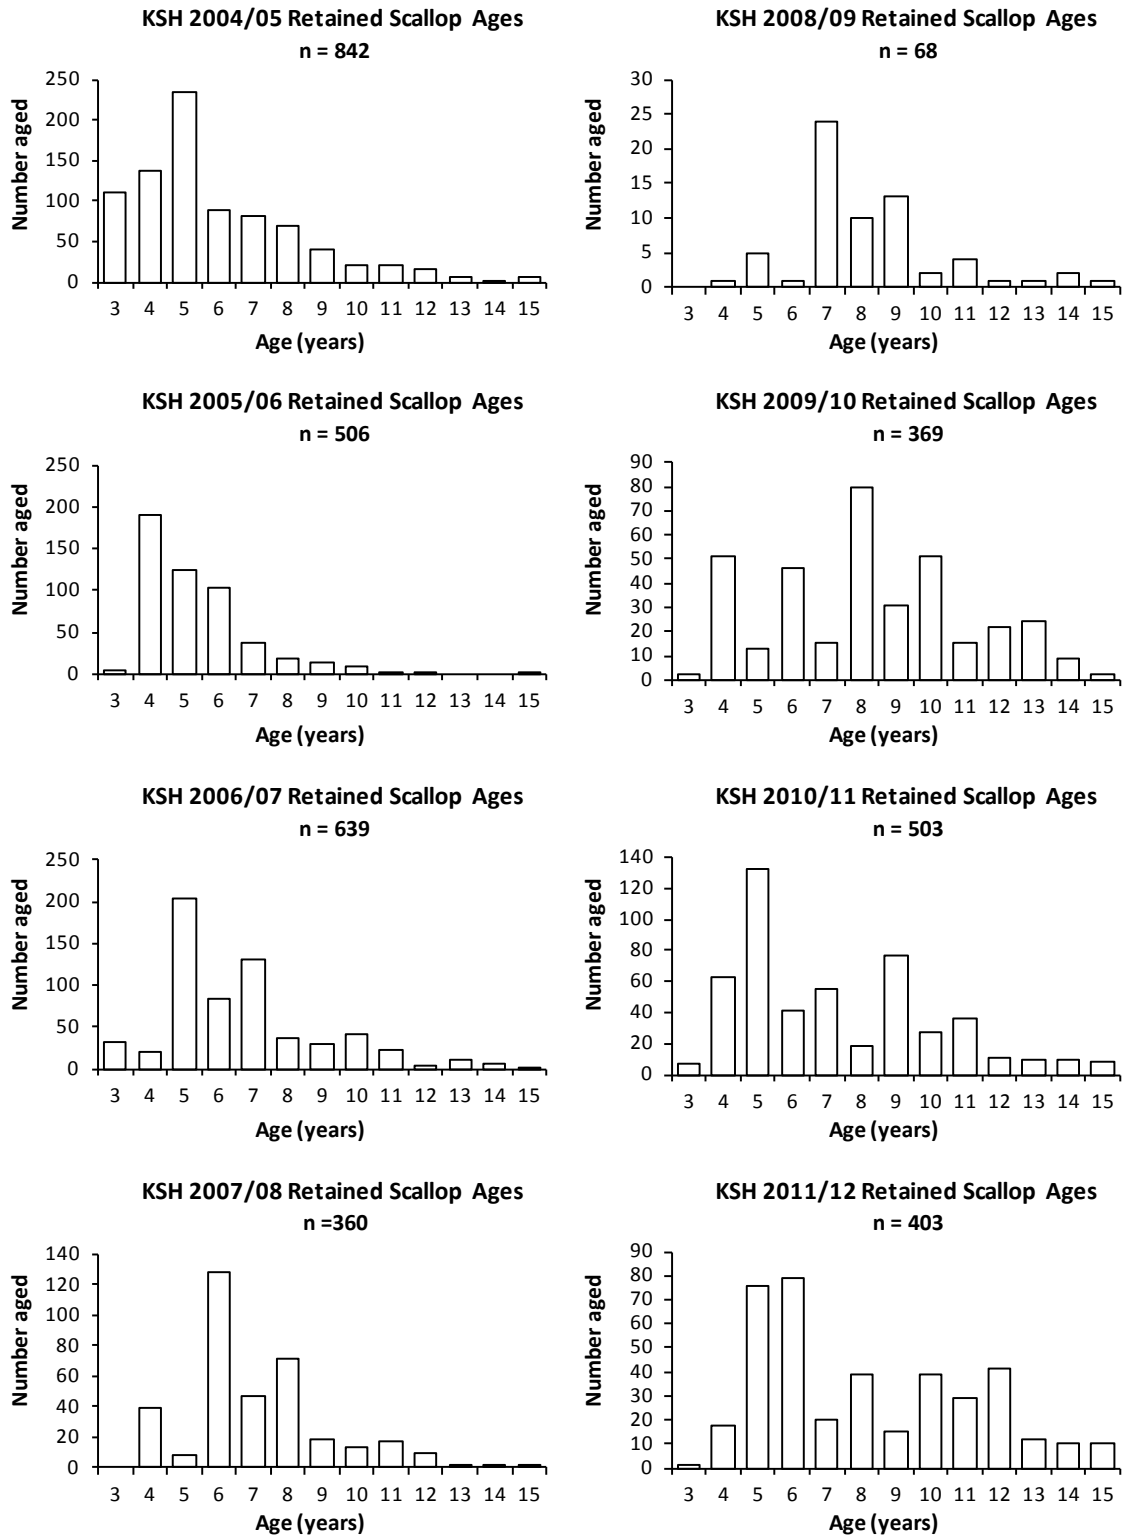 KSH 2004/05 Retained Scallop Ages
n = 842
Number aged
250
200
150
100
50
0
3 4 5 6 7 8 9 10 11 12 13 14 15
Age (years)
KSH 2005/06 Retained Scallop Ages
n = 506
Number aged
250
200
150
100
50
0
3 4 5 6 7 8 9 10 11 12 13 14 15
Age (years)
KSH 2006/07 Retained Scallop Ages
n = 639
Number aged
250
200
150
100
50
0
3 4 5 6 7 8 9 10 11 12 13 14 15
Age (years)
KSH 2007/08 Retained Scallop Ages
n =360
Number aged
140
120
100
80
60
40
20
0
3 4 5 6 7 8 9 10 11 12 13 14 15
Age (years)
KSH 2008/09 Retained Scallop Ages
n = 68
Number aged
30
25
20
15
10
5
0
3 4 5 6 7 8 9 10 11 12 13 14 15
Age (years)
KSH 2009/10 Retained Scallop Ages
n = 369
Number aged
90
80
70
60
50
40
30
20
10
0
3 4 5 6 7 8 9 10 11 12 13 14 15
Age (years)
KSH 2010/11 Retained Scallop Ages
n = 503
Number aged
140
120
100
80
60
40
20
0
3 4 5 6 7 8 9 10 11 12 13 14 15
Age (years)
KSH 2011/12 Retained Scallop Ages
n = 403
Number aged
90
80
70
60
50
40
30
20
10
0
3 4 5 6 7 8 9 10 11 12 13 14 15
Age (years)